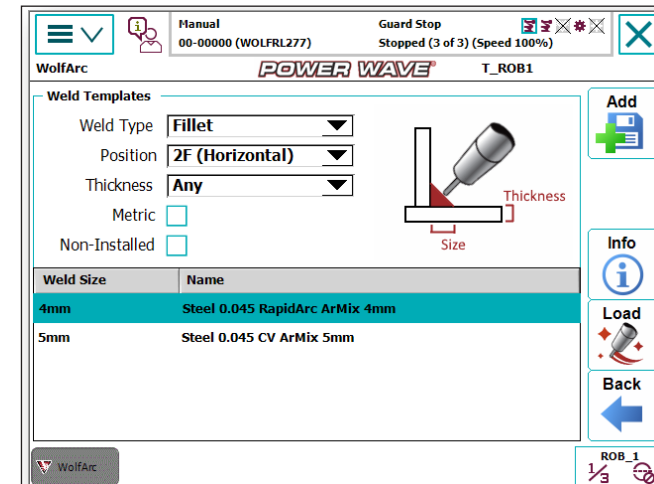 Manual
Guard Stop
00-00000 (WOLFRL277)
Stopped (3 of 3) (Speed 100%)
WolfArc
POWER WAVE®
T_ROB1
Weld Templates
Add
Weld Type
Fillet
Position
2F (Horizontal)
Thickness
Any
Thickness
Metric
Non-Installed
Size
Info
Weld Size
Name
4mm
Steel 0.045 RapidArc ArMix 4mm
Load
5mm
Steel 0.045 CV ArMix 5mm
Back
WolfArc
ROB_1
1/3